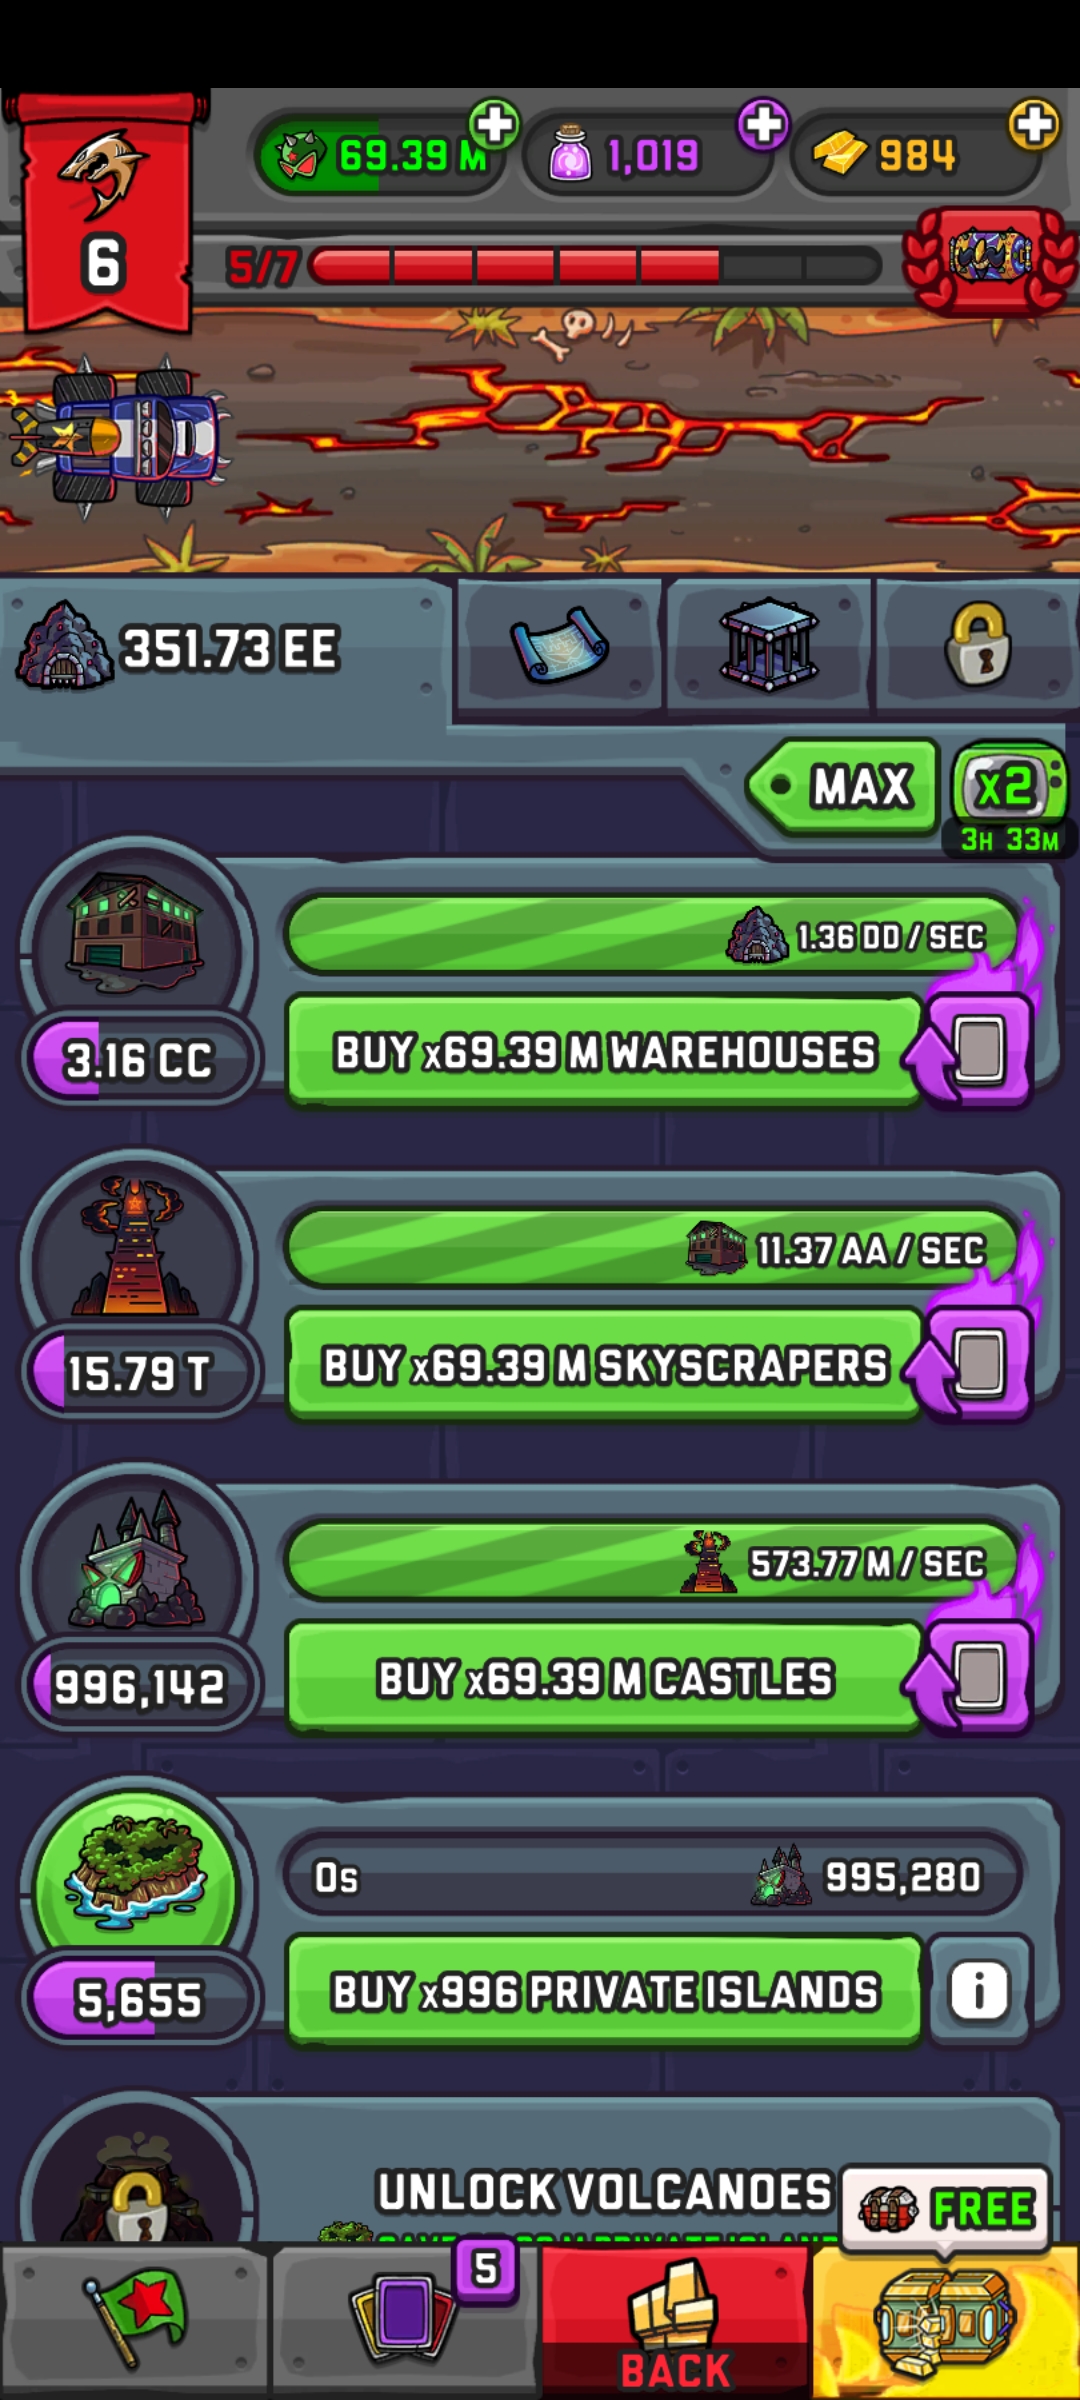 69.39 M
1,019
984
6
5/7
351.73 EE
MAX
x2
3H 33M
1.36 DD / SEC
3.16 CC
BUY x69.39 M WAREHOUSES
11.37 AA / SEC
15.79 T
BUY x69.39 M SKYSCRAPERS
573.77 M / SEC
996,142
BUY x69.39 M CASTLES
0s
995,280
5,655
BUY x996 PRIVATE ISLANDS
i
UNLOCK VOLCANOES
FREE
5
BACK